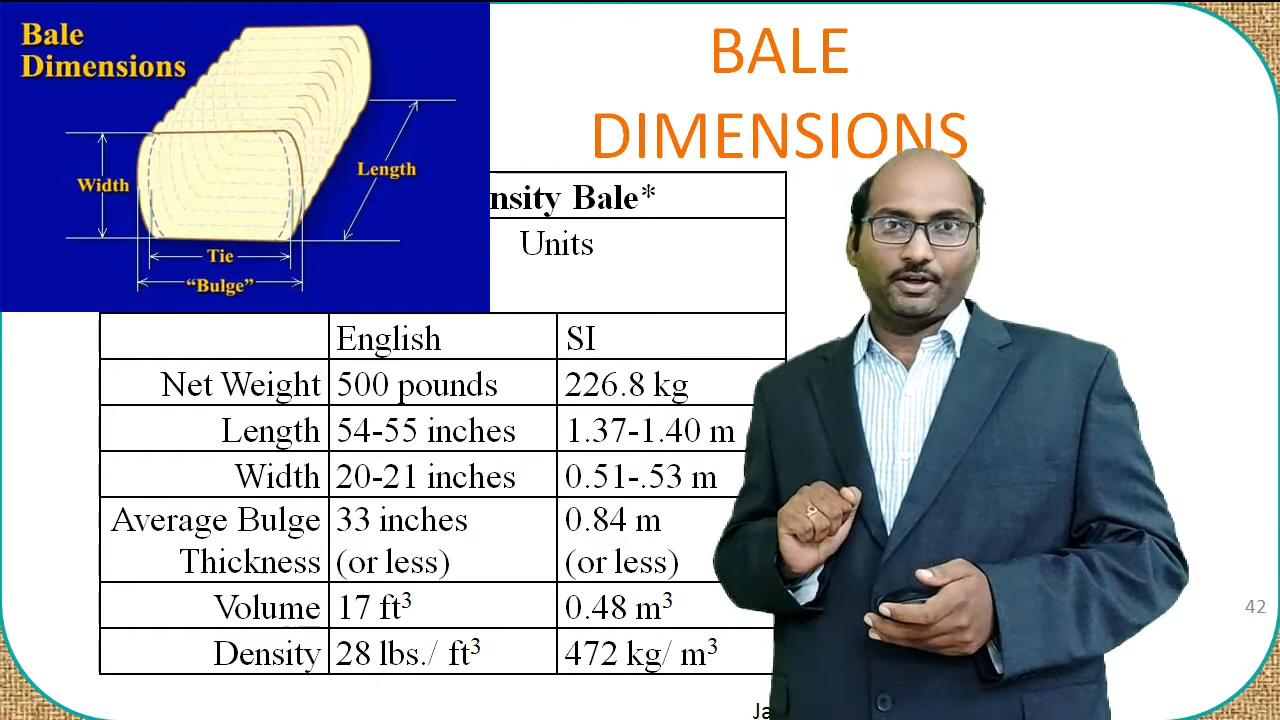 Bale
Dimensions
Width
Length
Tie
“Bulge”
BALE
DIMENSIONS
Bale*
Units
English SI
Net Weight 500 pounds 226.8 kg
Length 54-55 inches 1.37-1.40 m
Width 20-21 inches 0.51-.53 m
Average Bulge 33 inches 0.84 m
Thickness (or less) (or less)
Volume 17 ft³ 0.48 m³
Density 28 lbs./ ft³ 472 kg/ m³
42